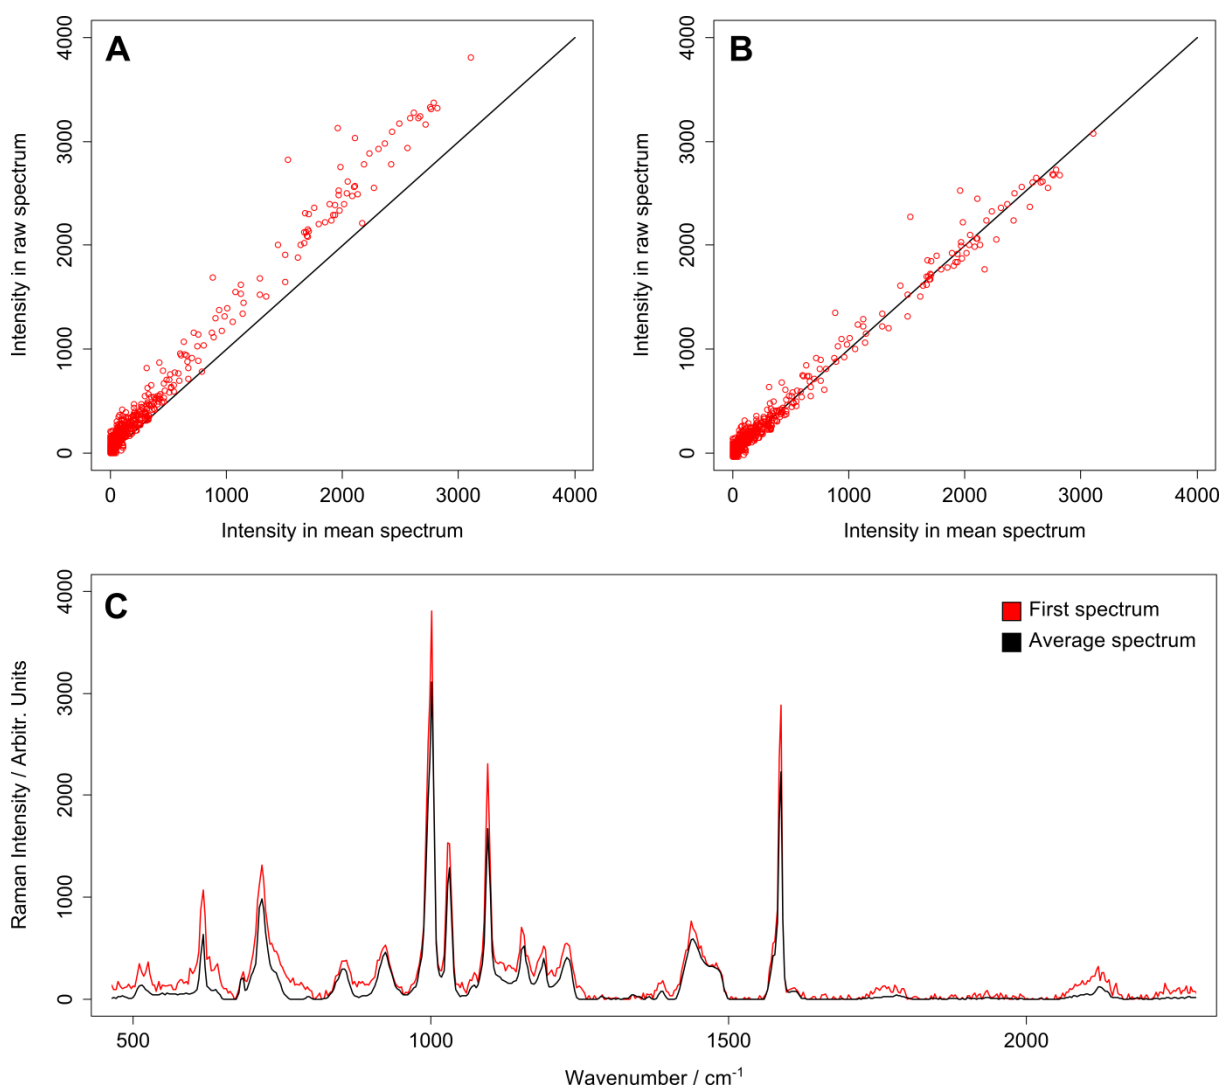 A
B
4000
3000
2000
1000
0
Intensity in raw spectrum
0 1000 2000 3000 4000
Intensity in mean spectrum
4000
3000
2000
1000
0
Intensity in raw spectrum
0 1000 2000 3000 4000
Intensity in mean spectrum
C
First spectrum
Average spectrum
4000
3000
2000
1000
0
Raman Intensity / Arbitr. Units
500 1000 1500 2000
Wavenumber / cm⁻¹